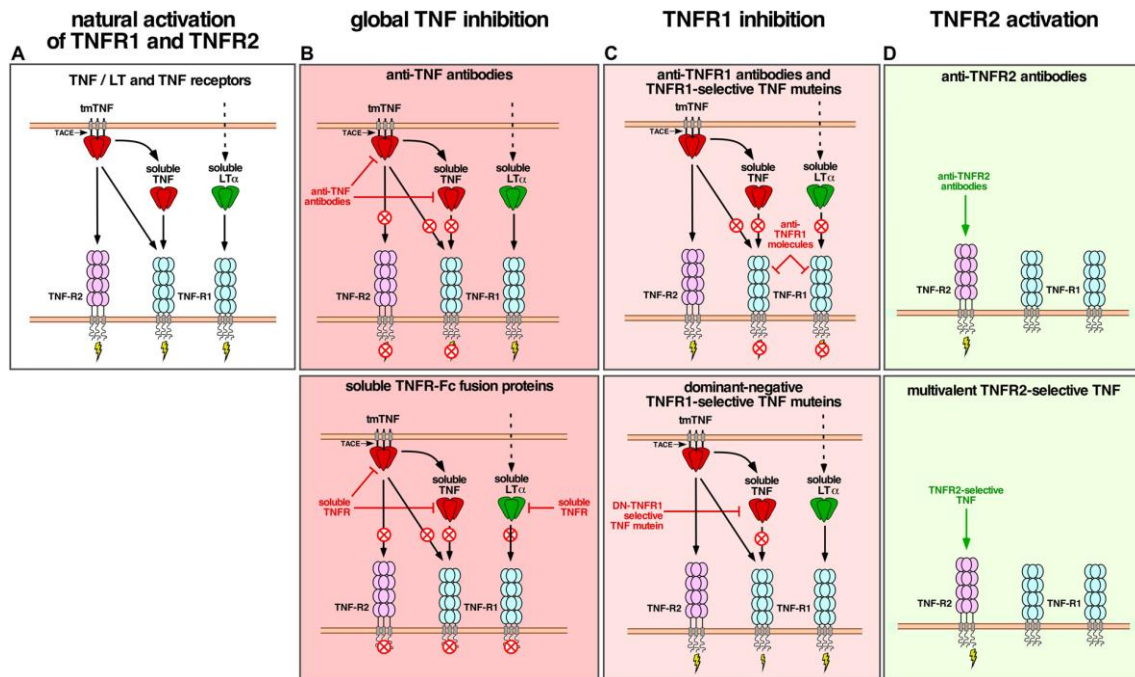 natural activation
of TNFR1 and TNFR2
global TNF inhibition
TNFR1 inhibition
TNFR2 activation
A
TNF / LT and TNF receptors
tmTNF
TACE
soluble
TNF
soluble
LTα
TNF-R2
TNF-R1
B
anti-TNF antibodies
tmTNF
TACE
soluble
TNF
soluble
LTα
anti-TNF
antibodies
TNF-R2
TNF-R1
soluble TNFR-Fc fusion proteins
tmTNF
TACE
soluble
TNF
soluble
LTα
soluble
TNFR
soluble
TNFR
TNF-R2
TNF-R1
C
anti-TNFR1 antibodies and
TNFR1-selective TNF muteins
tmTNF
TACE
soluble
TNF
soluble
LTα
anti-
TNFR1
molecules
TNF-R2
TNF-R1
dominant-negative
TNFR1-selective TNF muteins
tmTNF
TACE
soluble
TNF
soluble
LTα
DN-TNFR1
selective
TNF mutein
TNF-R2
TNF-R1
D
anti-TNFR2 antibodies
anti-TNFR2
antibodies
TNF-R2
TNF-R1
multivalent TNFR2-selective TNF
TNFR2-selective
TNF
TNF-R2
TNF-R1